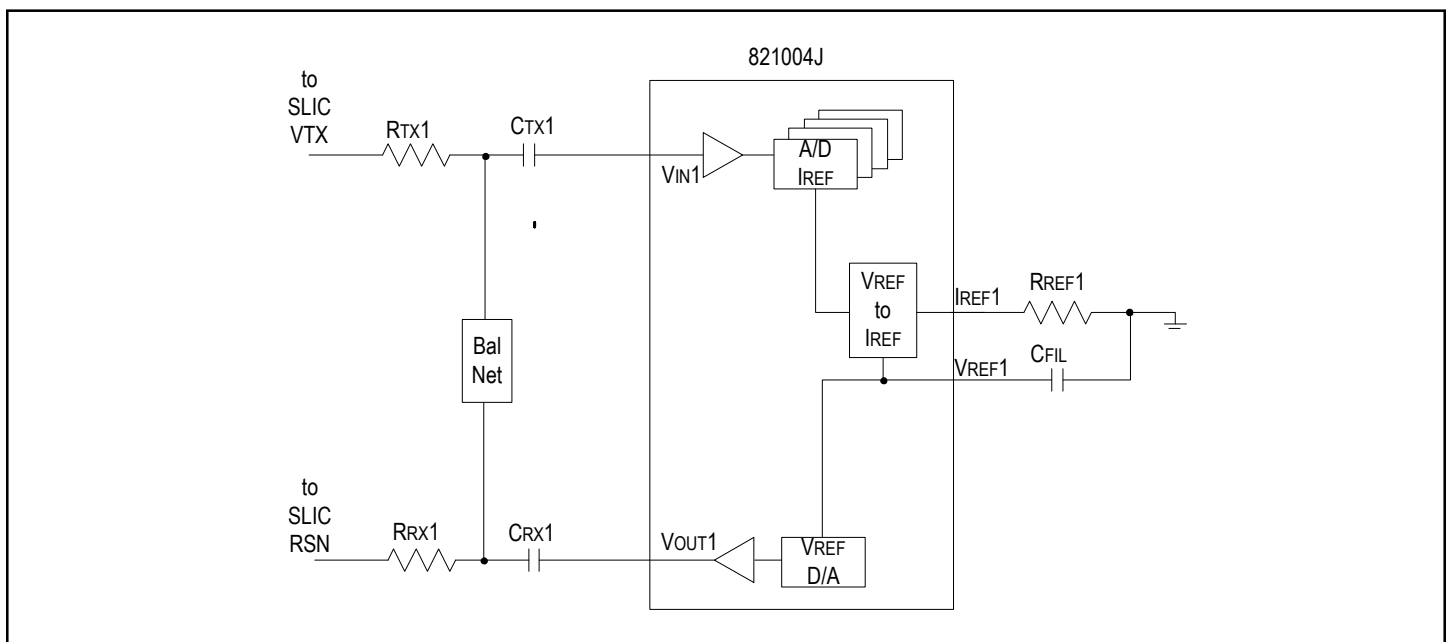 821004J
to
SLIC
VTX
RTX1
CTX1
VIN1
A/D
IREF
VREF
to
IREF
IREF1
RREF1
VREF1
CFIL
Bal
Net
to
SLIC
RSN
RRX1
CRX1
VOUT1
VREF
D/A